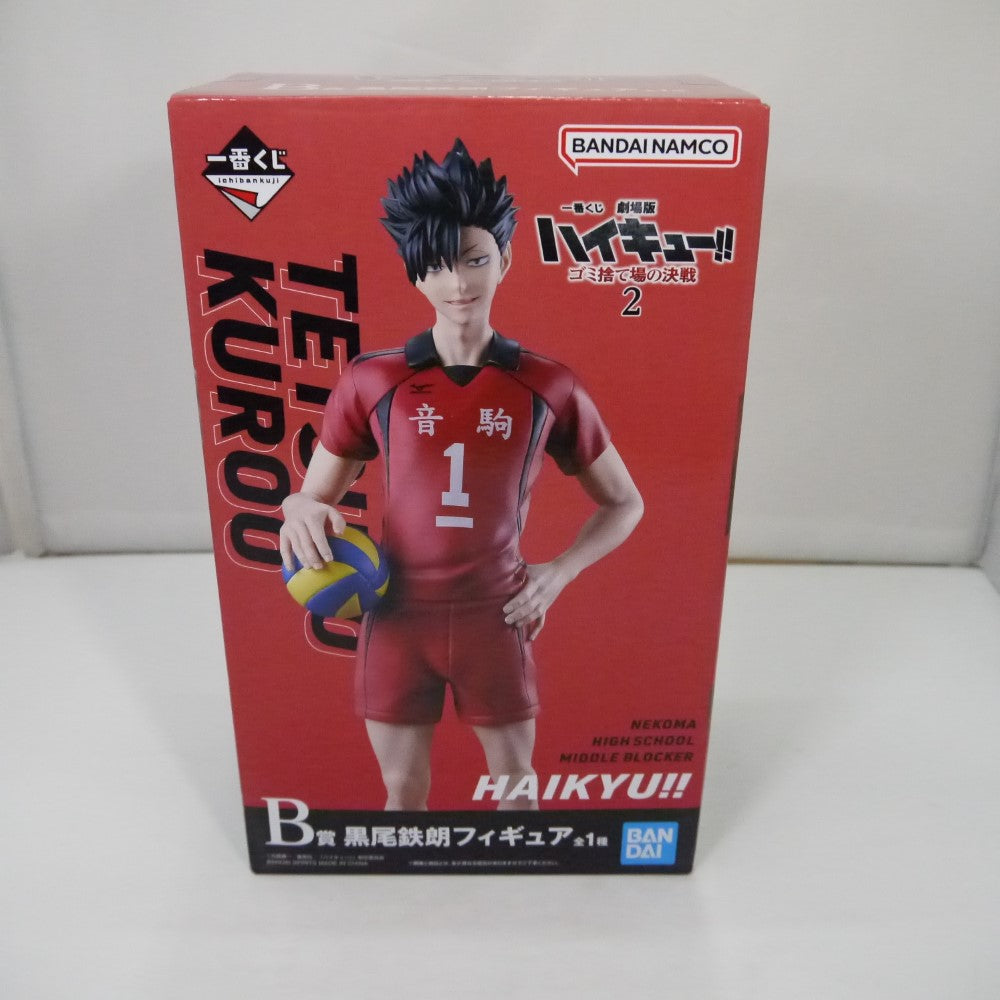 一番くじ
ichibankuji
BANDAI NAMCO
一番くじ 劇場版
ハイキュー!!
ゴミ捨て場の決戦
2
KUROO
音駒
1
NEKOMA
HIGH SCHOOL
MIDDLE BLOCKER
HAIKYU!!
B賞 黒尾鉄朗フィギュア 全1種
BAN
DAI